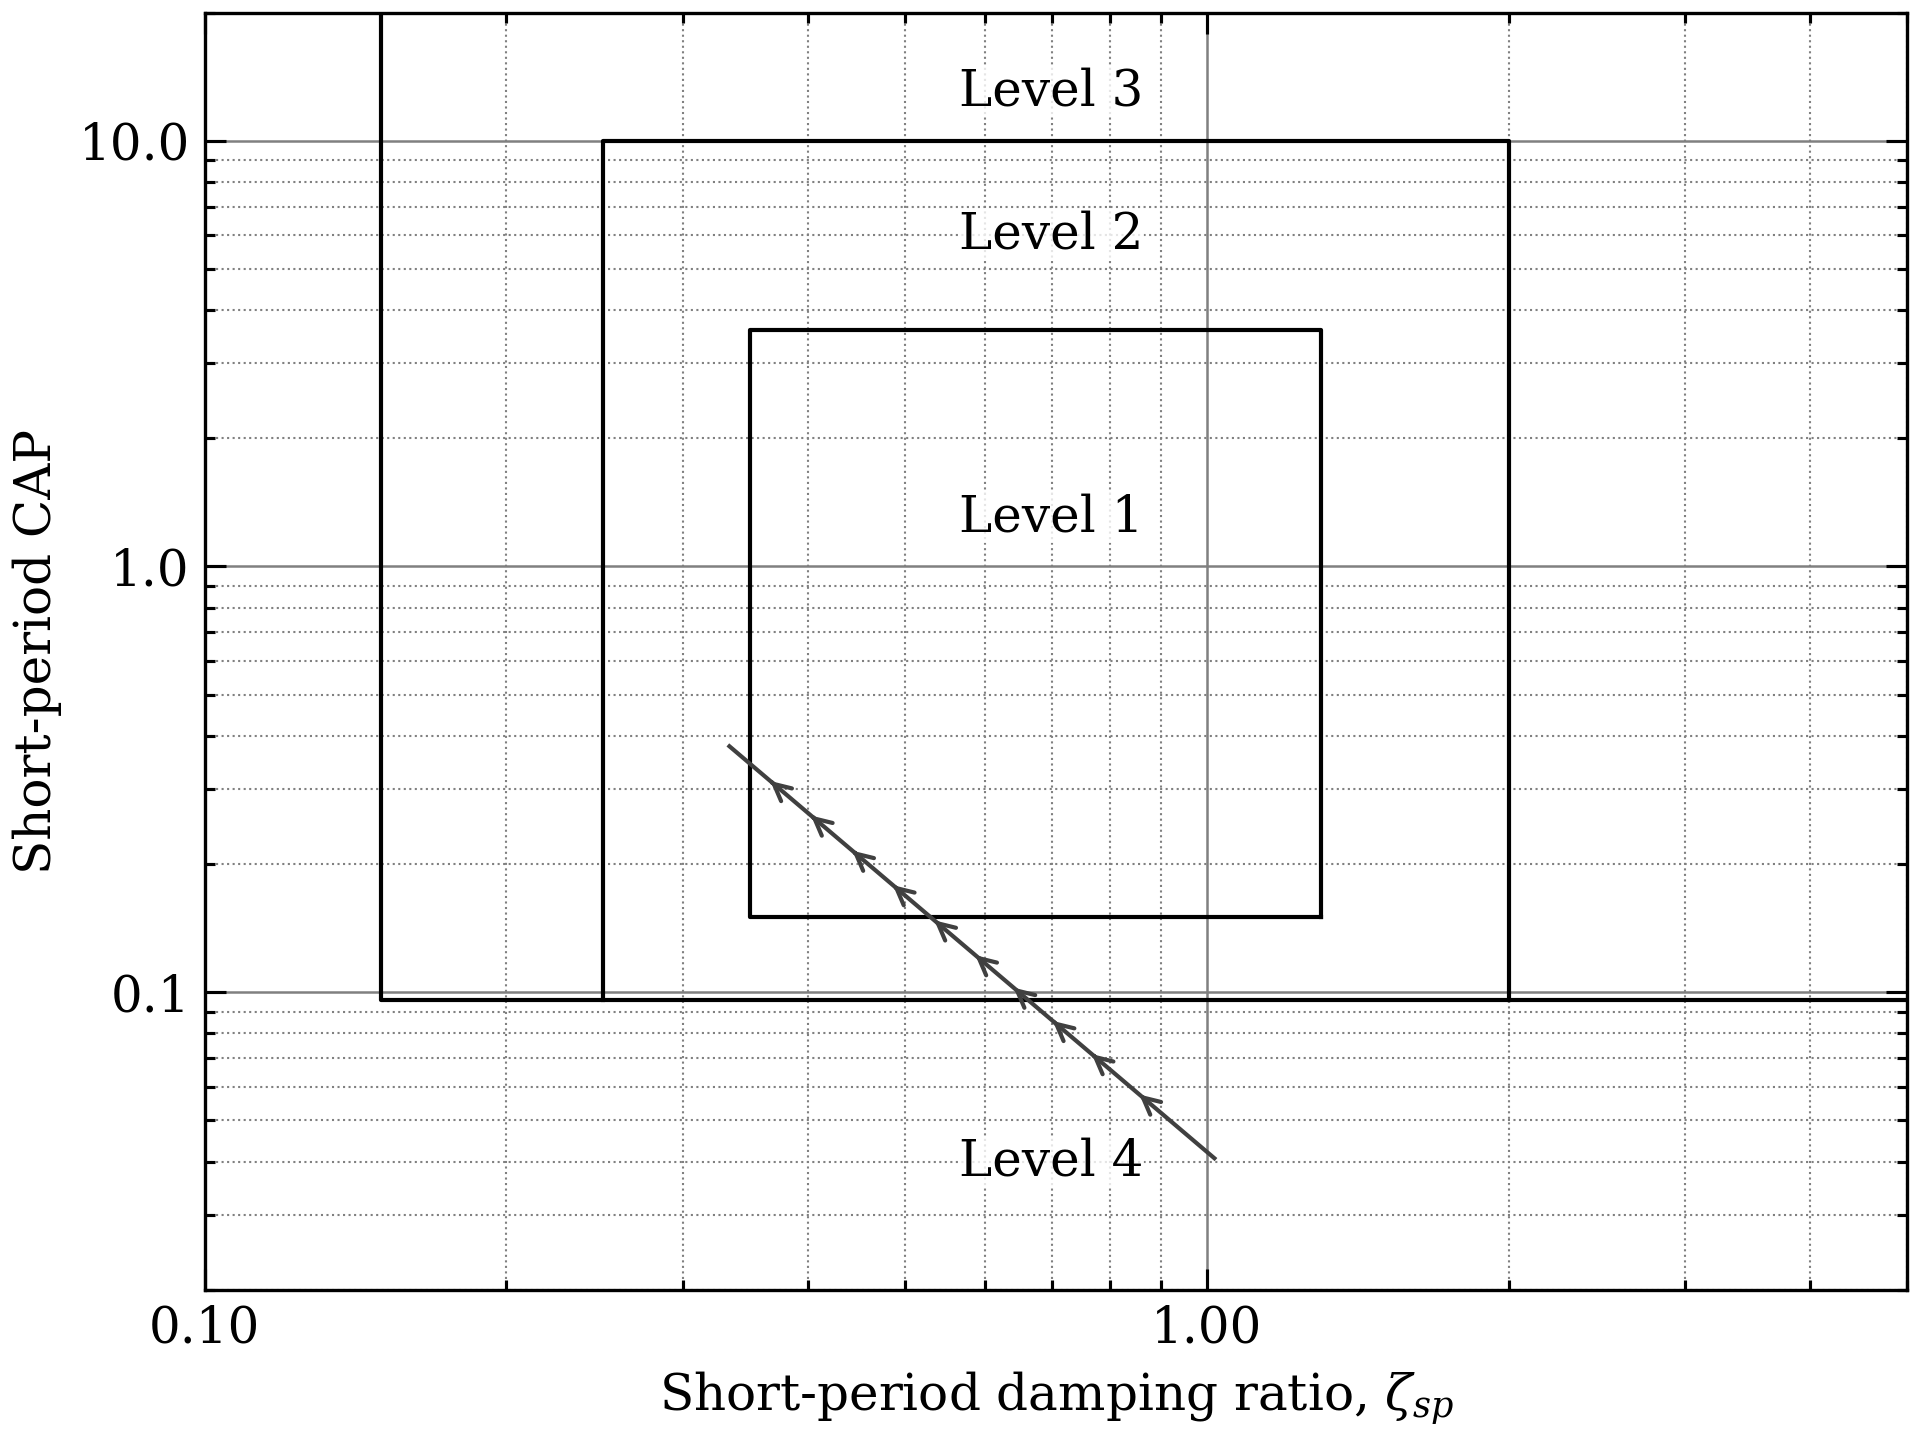 Level 3
10.0
Level 2
Level 1
1.0
Short-period CAP
0.1
Level 4
0.10
1.00
Short-period damping ratio, ζsp